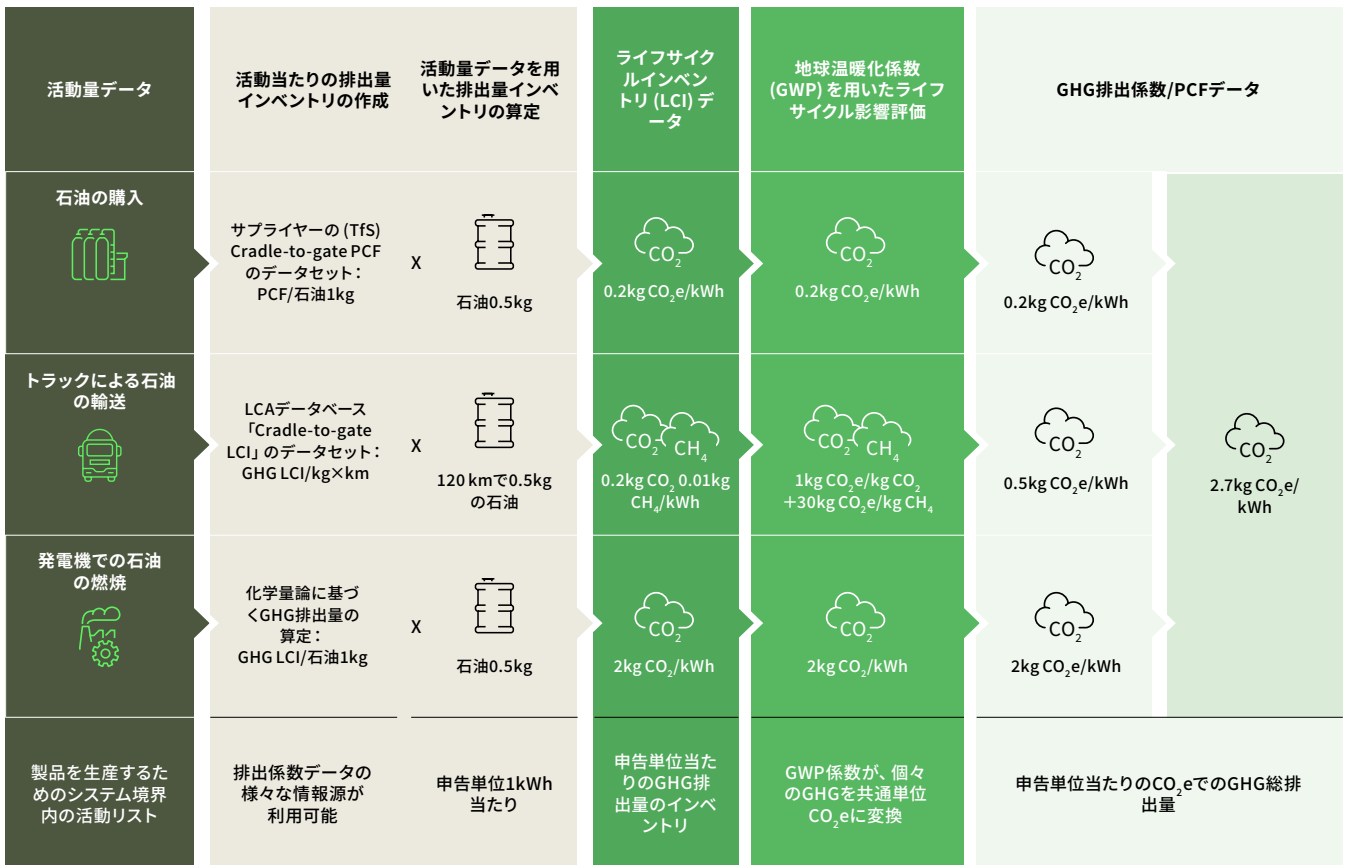 活動量データ
活動当たりの排出量
インベントリの作成
活動量データを用
いた排出量インベ
ントリの算定
ライフサイク
ルインベン
トリ (LCI) デ
ータ
地球温暖化係数
(GWP) を用いたライフ
サイクル影響評価
GHG排出係数/PCFデータ
石油の購入
サプライヤーの (TfS)
Cradle-to-gate PCF
のデータセット：
PCF/石油1kg
X
石油0.5kg
CO₂
0.2kg CO₂e/kWh
CO₂
0.2kg CO₂e/kWh
CO₂
0.2kg CO₂e/kWh
トラックによる石油
の輸送
LCAデータベース
「Cradle-to-gate
LCI」のデータセット：
GHG LCI/kg×km
X
120 kmで0.5kg
の石油
CO₂ CH₄
0.2kg CO₂ 0.01kg
CH₄/kWh
CO₂ CH₄
1kg CO₂e/kg CO₂
＋30kg CO₂e/kg CH₄
CO₂
0.5kg CO₂e/kWh
CO₂
2.7kg CO₂e/
kWh
発電機での石油
の燃焼
化学量論に基づ
くGHG排出量の
算定：
GHG LCI/石油1kg
X
石油0.5kg
CO₂
2kg CO₂/kWh
CO₂
2kg CO₂/kWh
CO₂
2kg CO₂e/kWh
製品を生産するた
めのシステム境界
内の活動リスト
排出係数データの
様々な情報源が
利用可能
申告単位1kWh
当たり
申告単位当た
りのGHG排
出量のインベ
ントリ
GWP係数が、個々
のGHGを共通単位
CO₂eに変換
申告単位当たりのCO₂eでのGHG総排
出量